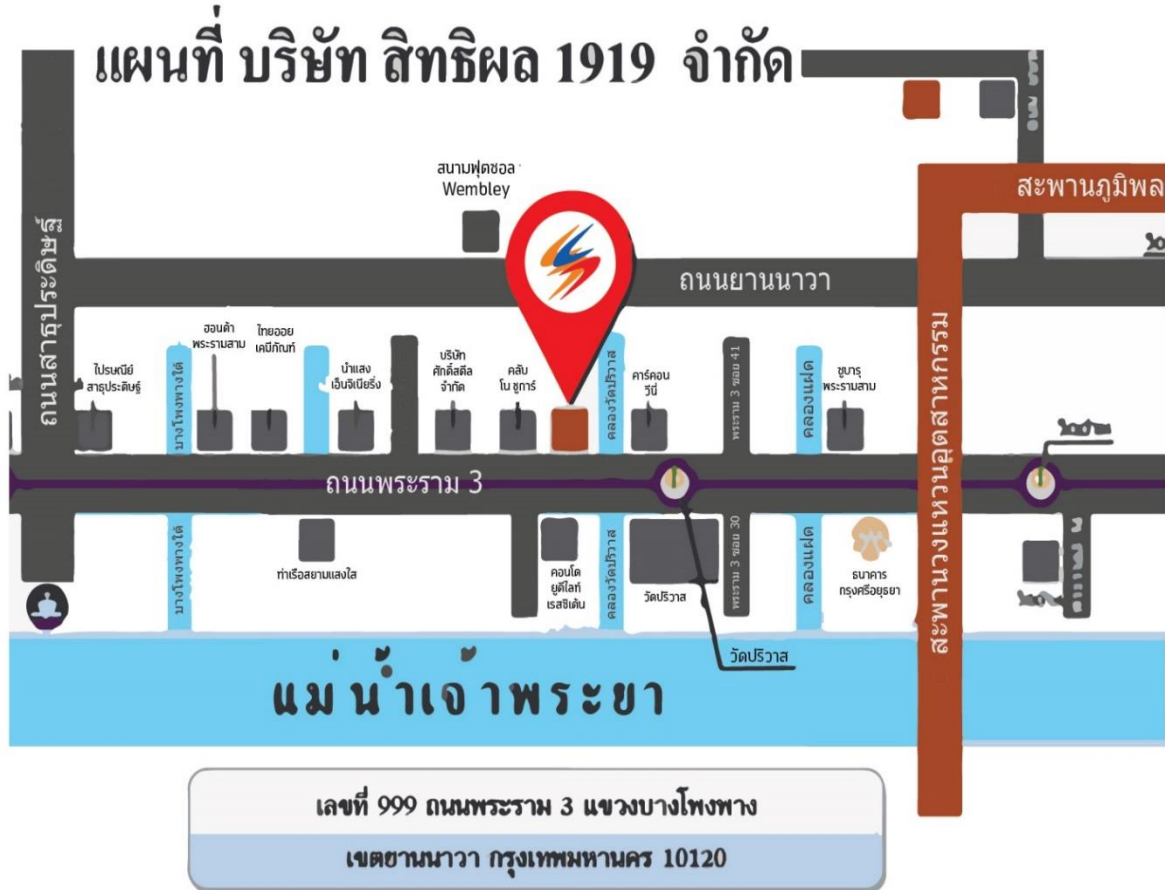 แผนที่ บริษัท สิทธิผล 1919 จำกัด
สะพานภูมิพล
สนามฟุตซอล
Wembley
ถนนสาธุประดิษฐ์
ถนนยานนาวา
ไปรษณีย์
สาธุประดิษฐ์
บางโพงพางใต้
ฮอนด้า
พระรามสาม
ไทยออย
เคมีภัณฑ์
นำแสง
เอ็นจิเนียริ่ง
บริษัท
ศักดิ์สตีล
จำกัด
คลับ
โน ชูการ์
คลองวัดปริวาส
คาร์คอน
วีนี่
พระราม 3 ซอย 41
คลองแฝด
ซูบารุ
พระรามสาม
สะพานวงแหวนอุตสาหกรรม
ถนนพระราม 3
บางโพงพางใต้
ท่าเรือสยามแสงใส
คอนโด
ยูดีไลท์
เรสซิเด้น
คลองวัดปริวาส
วัดปริวาส
พระราม 3 ซอย 30
คลองแฝด
ธนาคาร
กรุงศรีอยุธยา
วัดปริวาส
แม่น้ำเจ้าพระยา
เลขที่ 999 ถนนพระราม 3 แขวงบางโพงพาง
เขตยานนาวา กรุงเทพมหานคร 10120